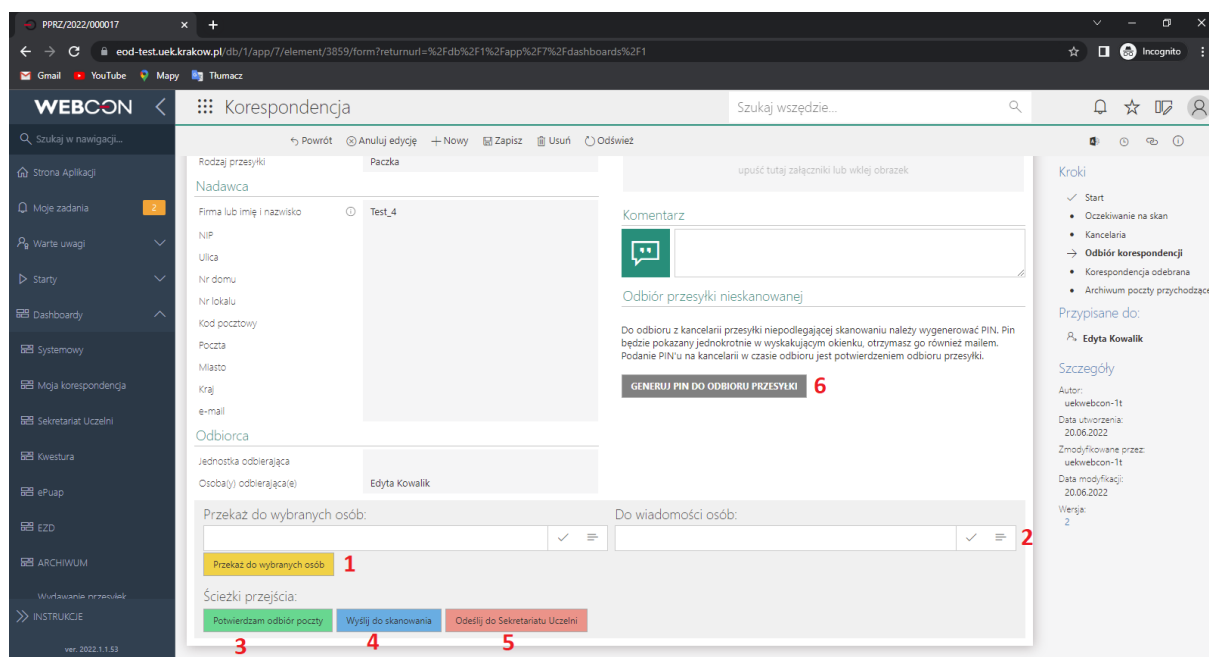 PPRZ/2022/000017
eod-test.uek.krakow.pl/db/1/app/7/element/3859/form?returnurl=%2Fdb%2F1%2Fapp%2F7%2Fdashboards%2F1
Incognito
Gmail YouTube Mapy Tłumacz
WEBCON
Korespondencja
Szukaj wszędzie...
Szukaj w nawigacji...
Powrót Anuluj edycję Nowy Zapisz Usuń Odśwież
Strona Aplikacji
Moje zadania 2
Warte uwagi
Starty
Dashboardy
Systemowy
Moja korespondencja
Sekretariat Uczelni
Kwestura
ePuap
EZD
ARCHIWUM
Wydawanie przesyłek
INSTRUKCJE
ver. 2022.1.1.53
Rodzaj przesyłki Paczka
Nadawca
Firma lub imię i nazwisko Test_4
NIP
Ulica
Nr domu
Nr lokalu
Kod pocztowy
Poczta
Miasto
Kraj
e-mail
Odbiorca
Jednostka odbierająca
Osoba(y) odbierająca(e) Edyta Kowalik
upuść tutaj załączniki lub wklej obrazek
Komentarz
Odbiór przesyłki nieskanowanej
Do odbioru z kancelarii przesyłki niepodlegającej skanowaniu należy wygenerować PIN. Pin
będzie pokazany jednokrotnie w wyskakującym okienku, otrzymasz go również mailem.
Podanie PIN'u na kancelarii w czasie odbioru jest potwierdzeniem odbioru przesyłki.
GENERUJ PIN DO ODBIORU PRZESYŁKI 6
Przekaż do wybranych osób:
Do wiadomości osób:
2
Przekaż do wybranych osób 1
Ścieżki przejścia:
Potwierdzam odbiór poczty Wyślij do skanowania Odeślij do Sekretariatu Uczelni
3 4 5
Kroki
Start
Oczekiwanie na skan
Kancelaria
Odbiór korespondencji
Korespondencja odebrana
Archiwum poczty przychodzące
Przypisane do:
Edyta Kowalik
Szczegóły
Autor:
uekwebcon-1t
Data utworzenia:
20.06.2022
Zmodyfikowane przez:
uekwebcon-1t
Data modyfikacji:
20.06.2022
Wersja:
2